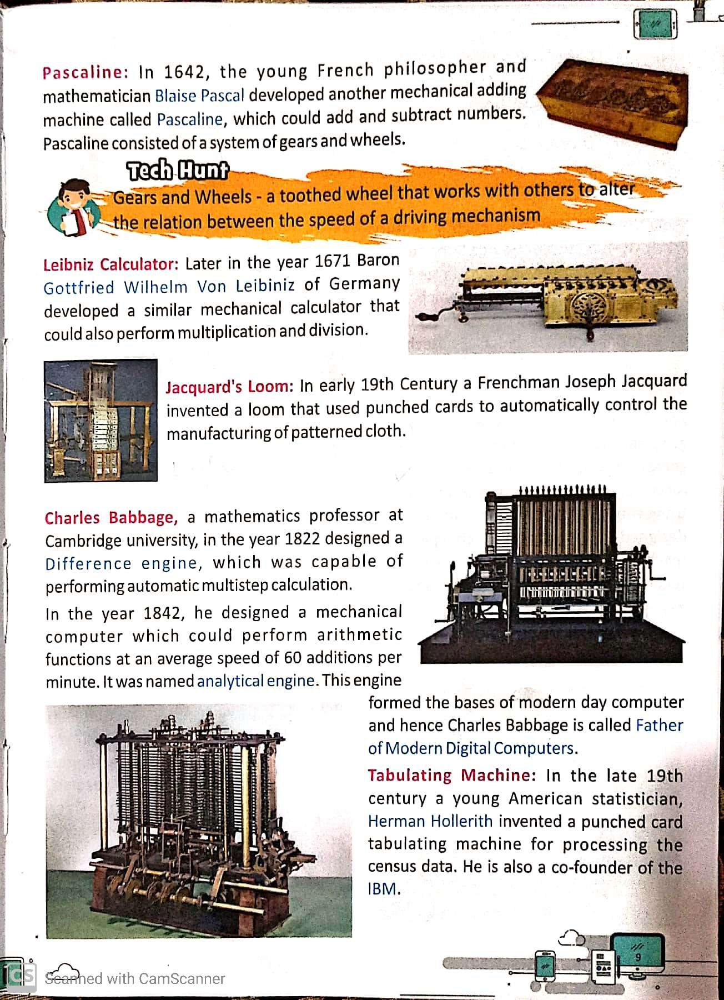 Pascaline: In 1642, the young French philosopher and
mathematician Blaise Pascal developed another mechanical adding
machine called Pascaline, which could add and subtract numbers.
Pascaline consisted of a system of gears and wheels.
Tech Hunt
Gears and Wheels - a toothed wheel that works with others to alter
the relation between the speed of a driving mechanism
Leibniz Calculator: Later in the year 1671 Baron
Gottfried Wilhelm Von Leibiniz of Germany
developed a similar mechanical calculator that
could also perform multiplication and division.
Jacquard's Loom: In early 19th Century a Frenchman Joseph Jacquard
invented a loom that used punched cards to automatically control the
manufacturing of patterned cloth.
Charles Babbage, a mathematics professor at
Cambridge university, in the year 1822 designed a
Difference engine, which was capable of
performing automatic multistep calculation.
In the year 1842, he designed a mechanical
computer which could perform arithmetic
functions at an average speed of 60 additions per
minute. It was named analytical engine. This engine
formed the bases of modern day computer
and hence Charles Babbage is called Father
of Modern Digital Computers.
Tabulating Machine: In the late 19th
century a young American statistician,
Herman Hollerith invented a punched card
tabulating machine for processing the
census data. He is also a co-founder of the
IBM.
9
CS Scanned with CamScanner